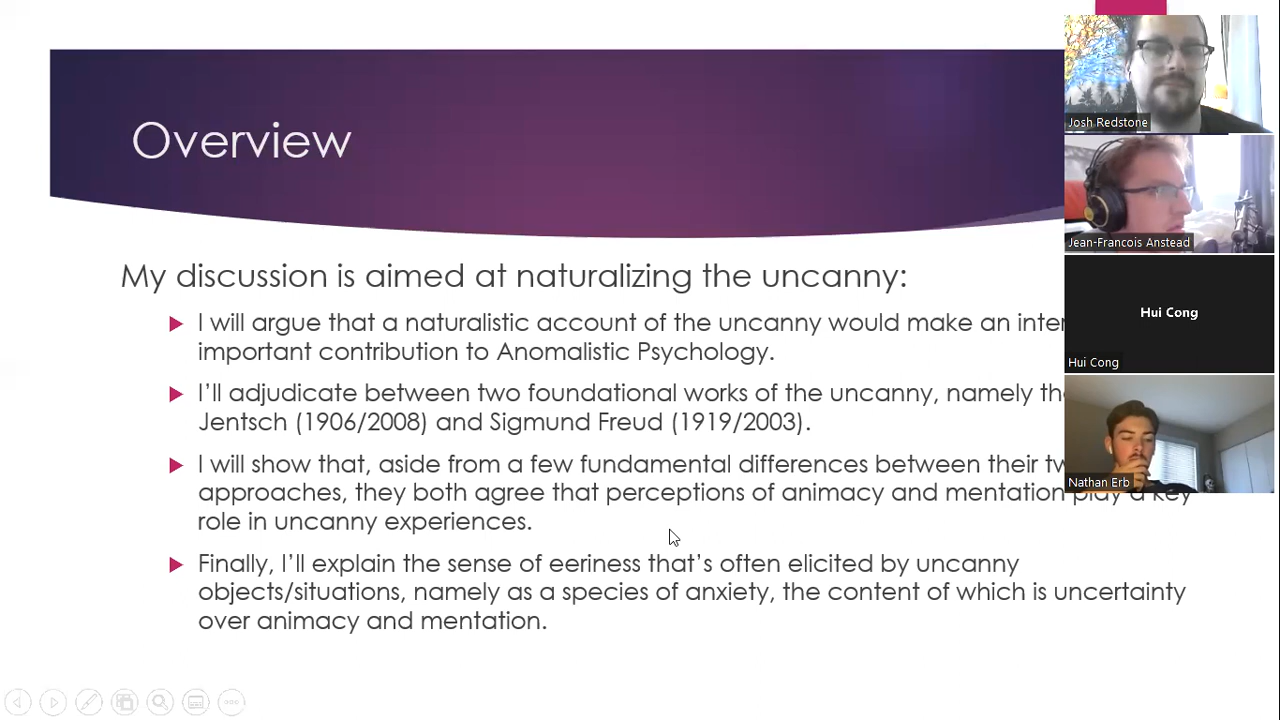 Overview
My discussion is aimed at naturalizing the uncanny:
I will argue that a naturalistic account of the uncanny would make an
important contribution to Anomalistic Psychology.
I'll adjudicate between two foundational works of the uncanny, namely
Jentsch (1906/2008) and Sigmund Freud (1919/2003).
I will show that, aside from a few fundamental differences between their
approaches, they both agree that perceptions of animacy and mentation play a key
role in uncanny experiences.
Finally, I'll explain the sense of eeriness that's often elicited by uncanny
objects/situations, namely as a species of anxiety, the content of which is uncertainty
over animacy and mentation.
Josh Redstone
Jean-Francois Anstead
Hui Cong
Hui Cong
Nathan Erb